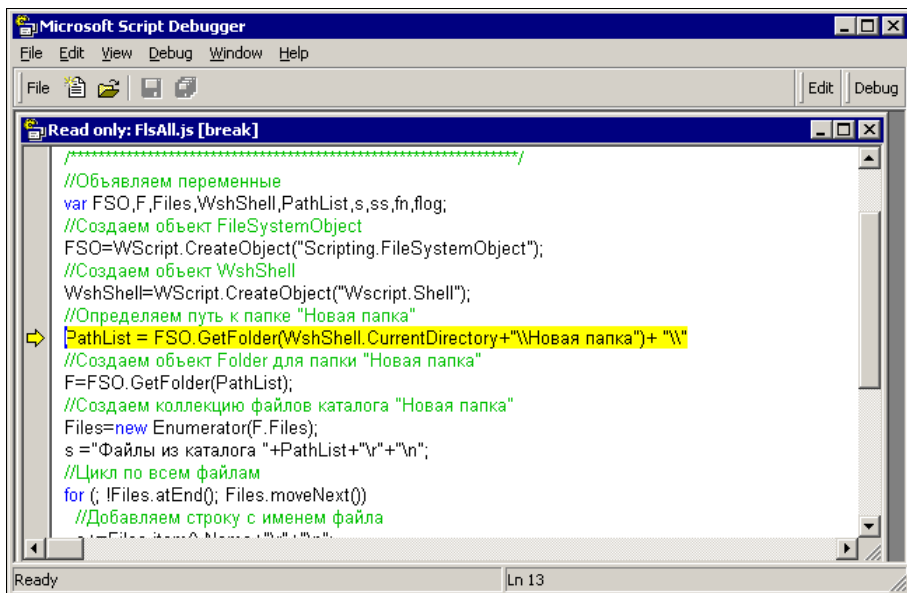 Microsoft Script Debugger
File Edit View Debug Window Help
File Edit Debug
Read only: FlsAll.js [break]
/***************************************************************/
//Объявляем переменные
var FSO,F,Files,WshShell,PathList,s,ss,fn,flog;
//Создаем объект FileSystemObject
FSO=WScript.CreateObject("Scripting.FileSystemObject");
//Создаем объект WshShell
WshShell=WScript.CreateObject("Wscript.Shell");
//Определяем путь к папке "Новая папка"
PathList = FSO.GetFolder(WshShell.CurrentDirectory+"\\Новая папка")+ "\\"
//Создаем объект Folder для папки "Новая папка"
F=FSO.GetFolder(PathList);
//Создаем коллекцию файлов каталога "Новая папка"
Files=new Enumerator(F.Files);
s ="Файлы из каталога "+PathList+"\r"+"\n";
//Цикл по всем файлам
for (; !Files.atEnd(); Files.moveNext())
//Добавляем строку с именем файла
s+=Files.item().Name+"\r"+"\n";
Ready Ln 13